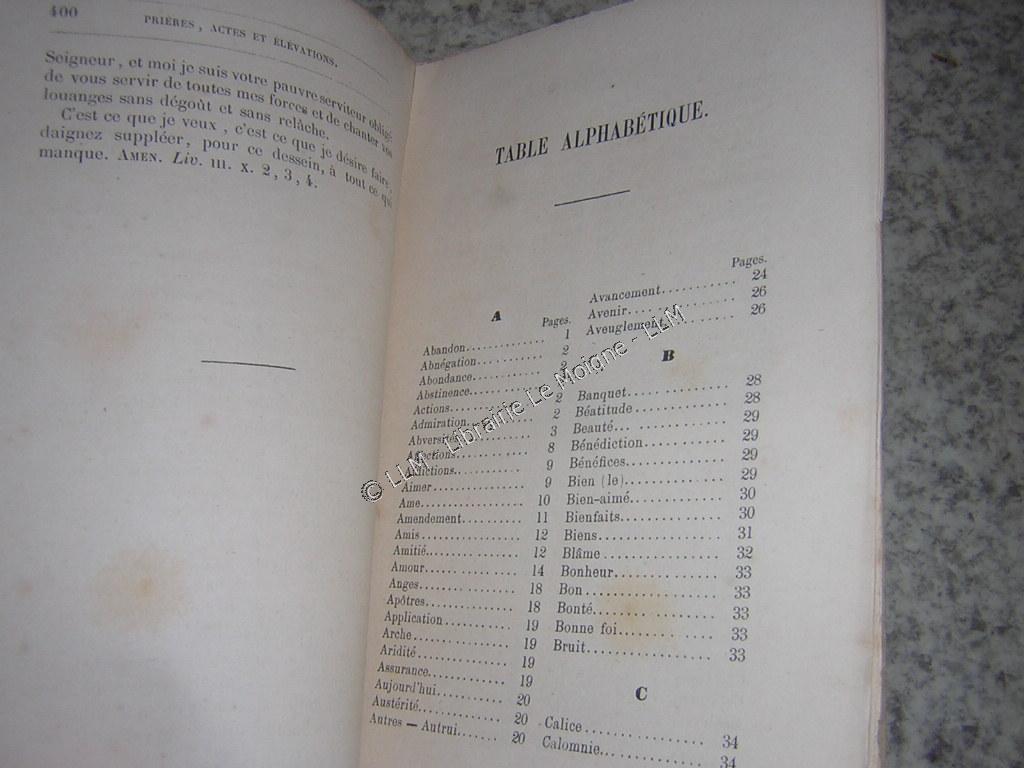 400
PRIÈRES, ACTES ET ÉLÉVATIONS.
Seigneur, et moi je suis votre pauvre serviteur obligé
de vous servir de toutes mes forces et de chanter vos
louanges sans dégoût et sans relâche.
C'est ce que je veux, c'est ce que je désire faire,
daignez suppléer, pour ce dessein, à tout ce qui
manque. AMEN. Liv. III. X. 2, 3, 4.
TABLE ALPHABÉTIQUE.
A
Pages.
Abandon............. 1
Abnégation............ 2
Abondance............ 2
Abstinence............
Actions.............. 2
Admiration........... 2
Adversité............ 3
Affections........... 8
Afflictions........... 9
Aimer............... 9
Ame................. 10
Amendement.......... 11
Amis................ 12
Amitié.............. 12
Amour............... 14
Anges............... 18
Apôtres............. 18
Application.......... 19
Arche............... 19
Aridité............. 19
Assurance........... 19
Aujourd'hui.......... 20
Austérité............ 20
Autres — Autrui....... 20
Pages.
Avancement........... 24
Avenir.............. 26
Aveuglement.......... 26
B
Banquet............. 28
Béatitude............ 28
Beauté.............. 29
Bénédiction.......... 29
Bénéfices............ 29
Bien (le)............ 29
Bien-aimé........... 30
Bienfaits............ 30
Biens............... 31
Blâme............... 32
Bonheur............. 33
Bon................. 33
Bonté............... 33
Bonne foi............ 33
Bruit............... 33
C
Calice.............. 34
Calomnie............ 34
© LLM - Librairie Le Moigne - LLM